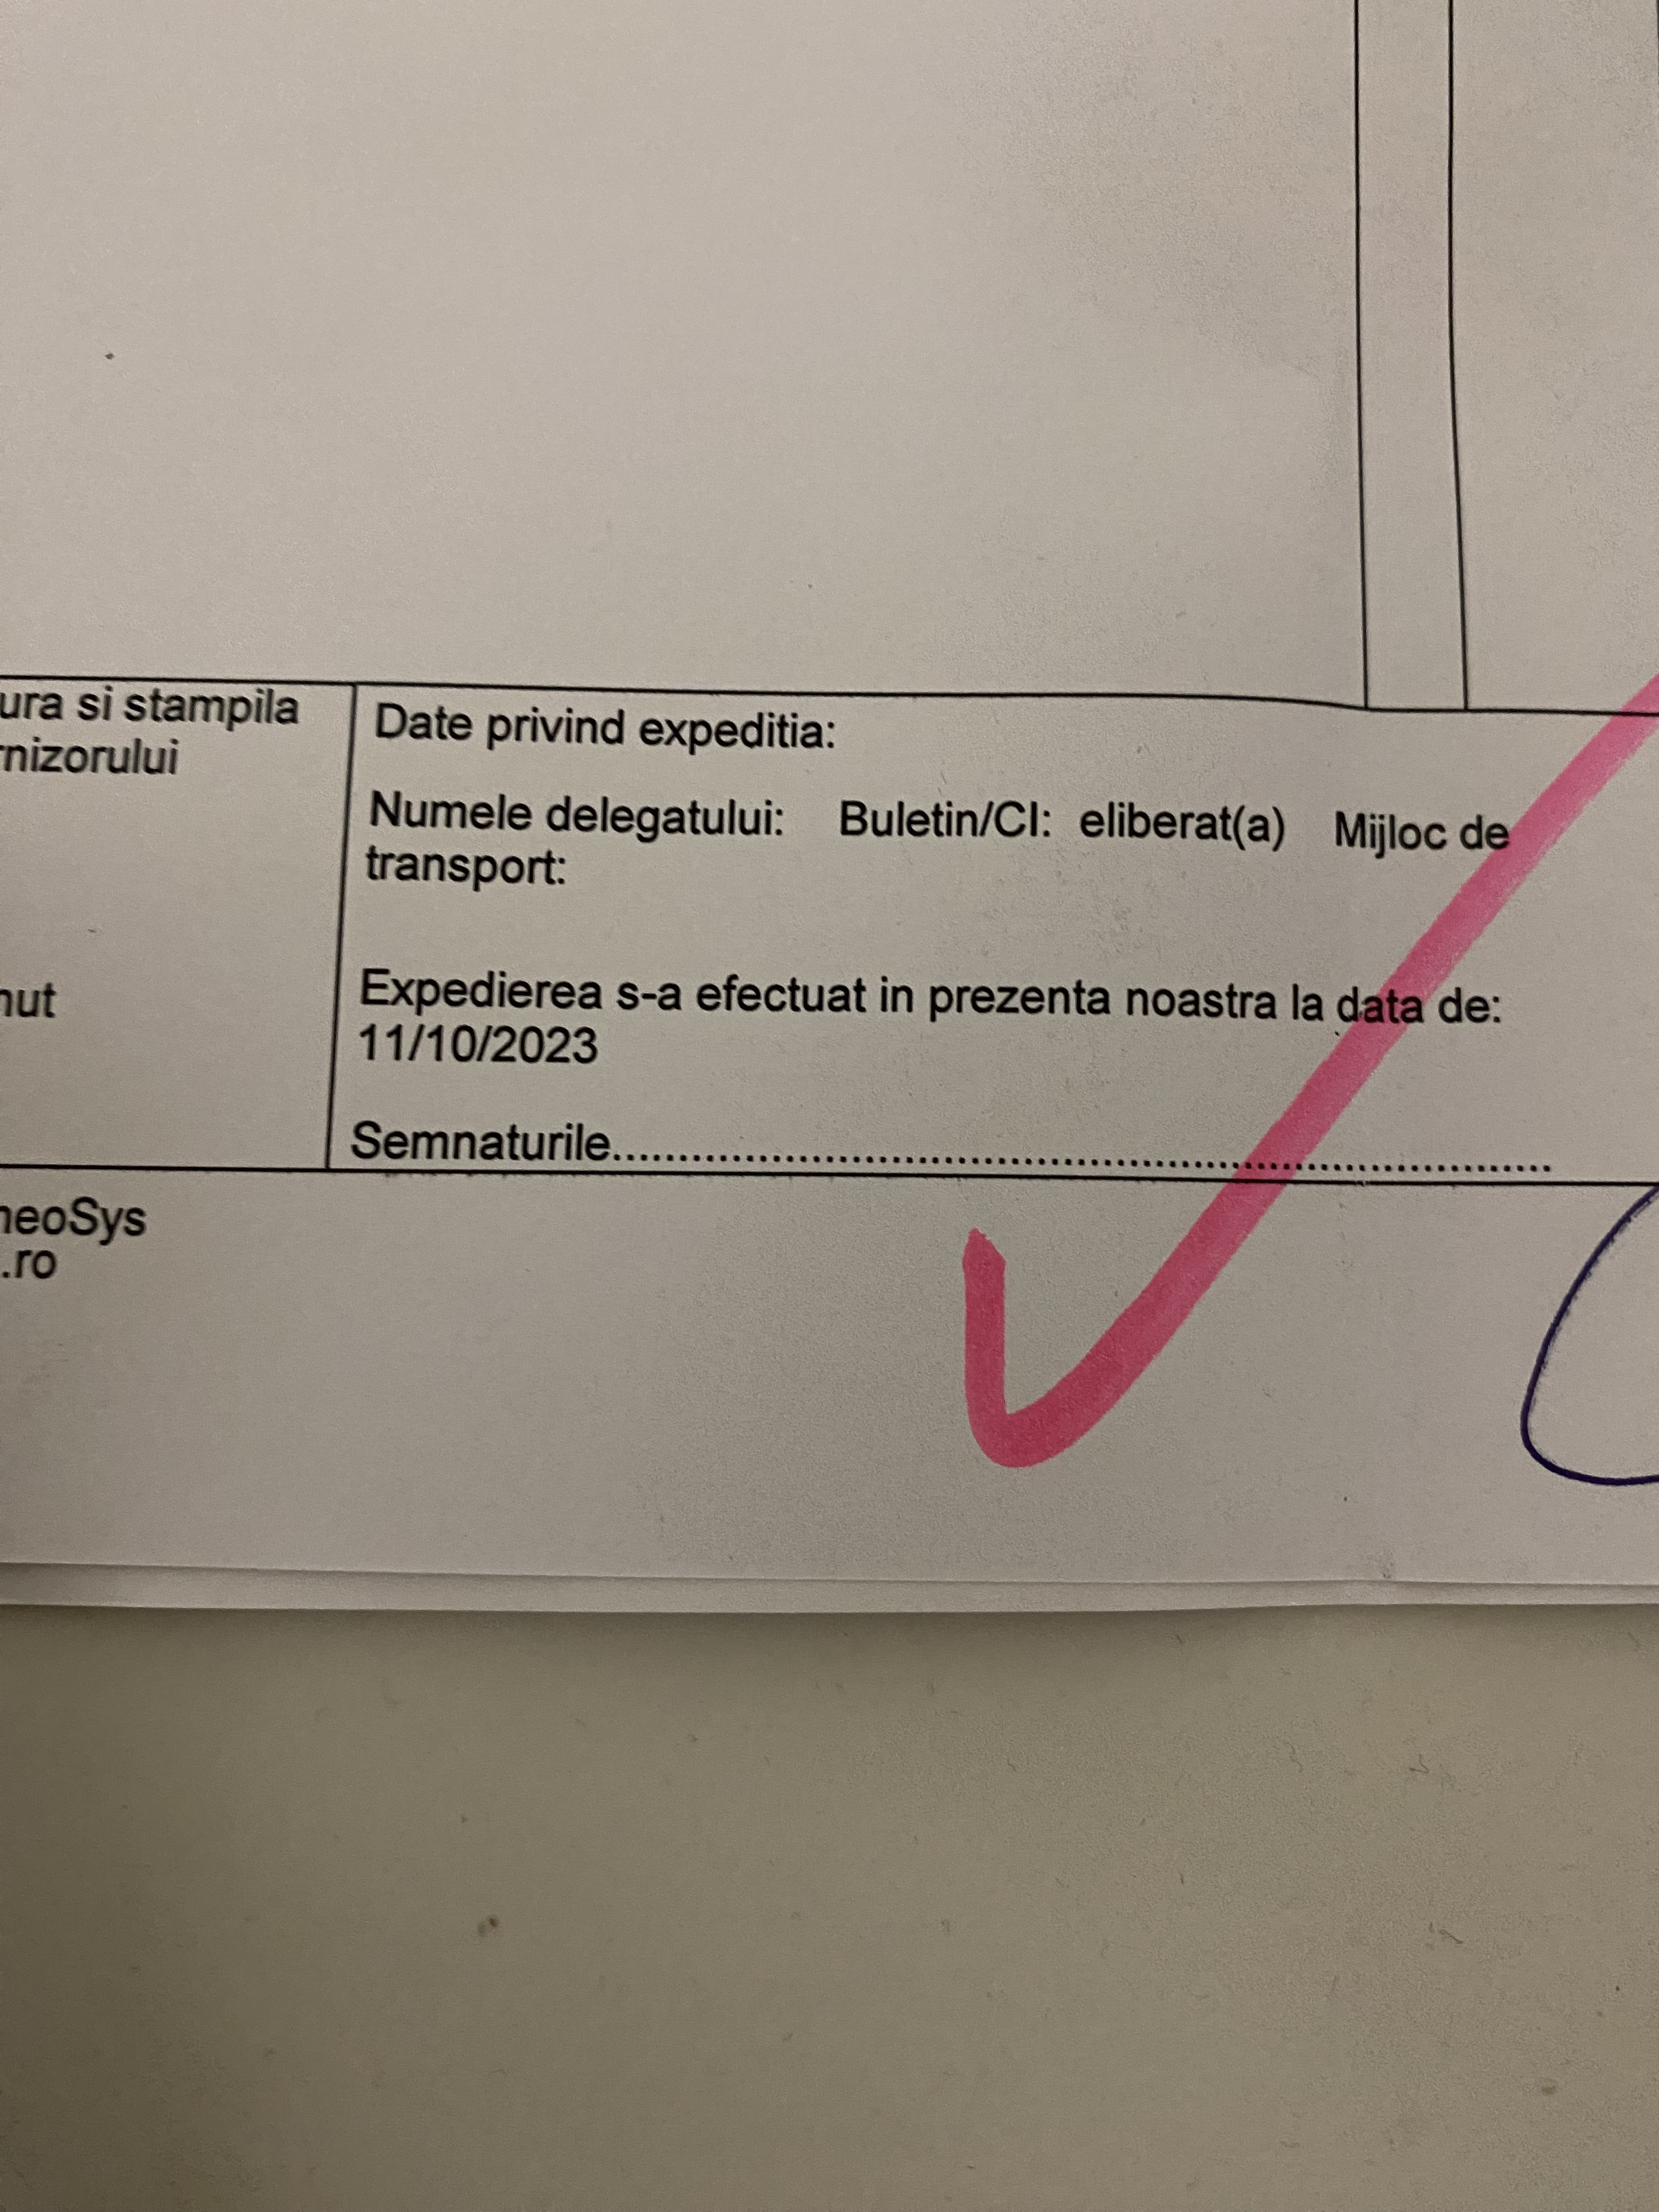 ura si stampila
rnizorului
nut
Date privind expeditia:
Numele delegatului: Buletin/CI: eliberat(a) Mijloc de
transport:
Expedierea s-a efectuat in prezenta noastra la data de:
11/10/2023
Semnaturile......................................................................
neoSys
.ro